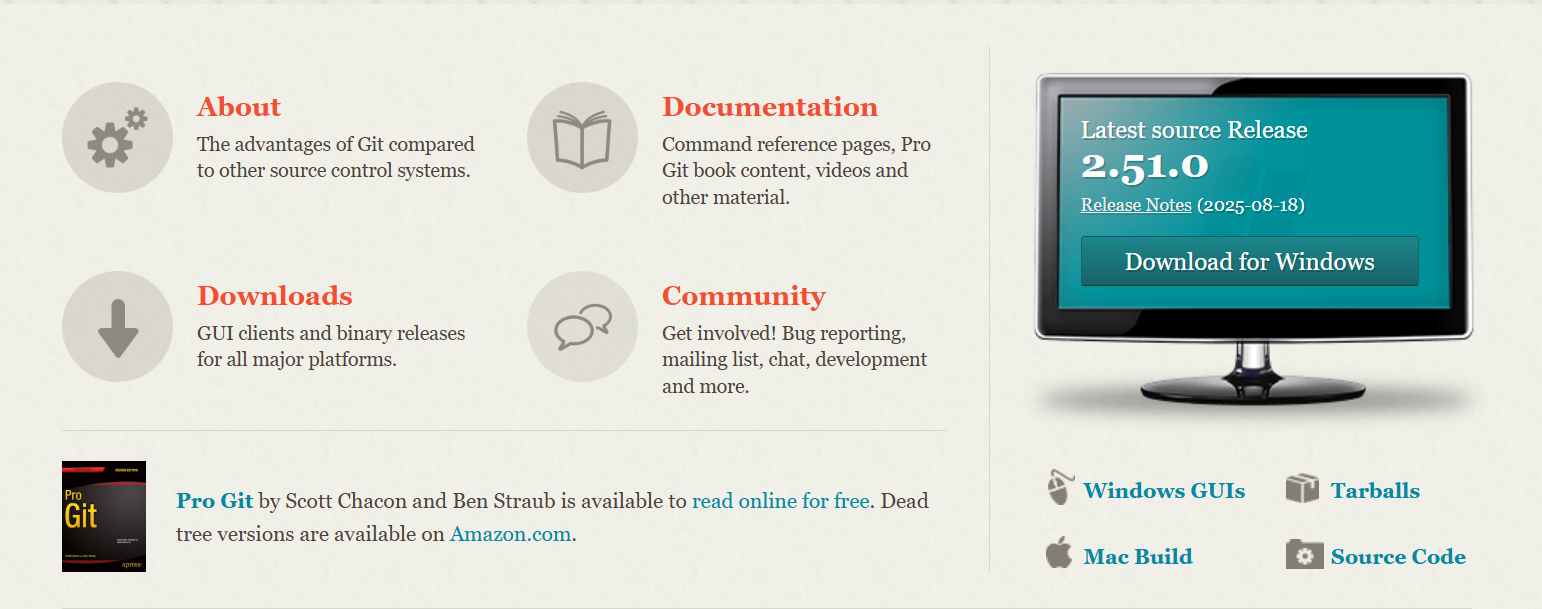 About
The advantages of Git compared
to other source control systems.
Documentation
Command reference pages, Pro
Git book content, videos and
other material.
Downloads
GUI clients and binary releases
for all major platforms.
Community
Get involved! Bug reporting,
mailing list, chat, development
and more.
Pro
Git
Apress®
Pro Git by Scott Chacon and Ben Straub is available to read online for free. Dead
tree versions are available on Amazon.com.
Latest source Release
2.51.0
Release Notes (2025-08-18)
Download for Windows
Windows GUIs
Tarballs
Mac Build
Source Code